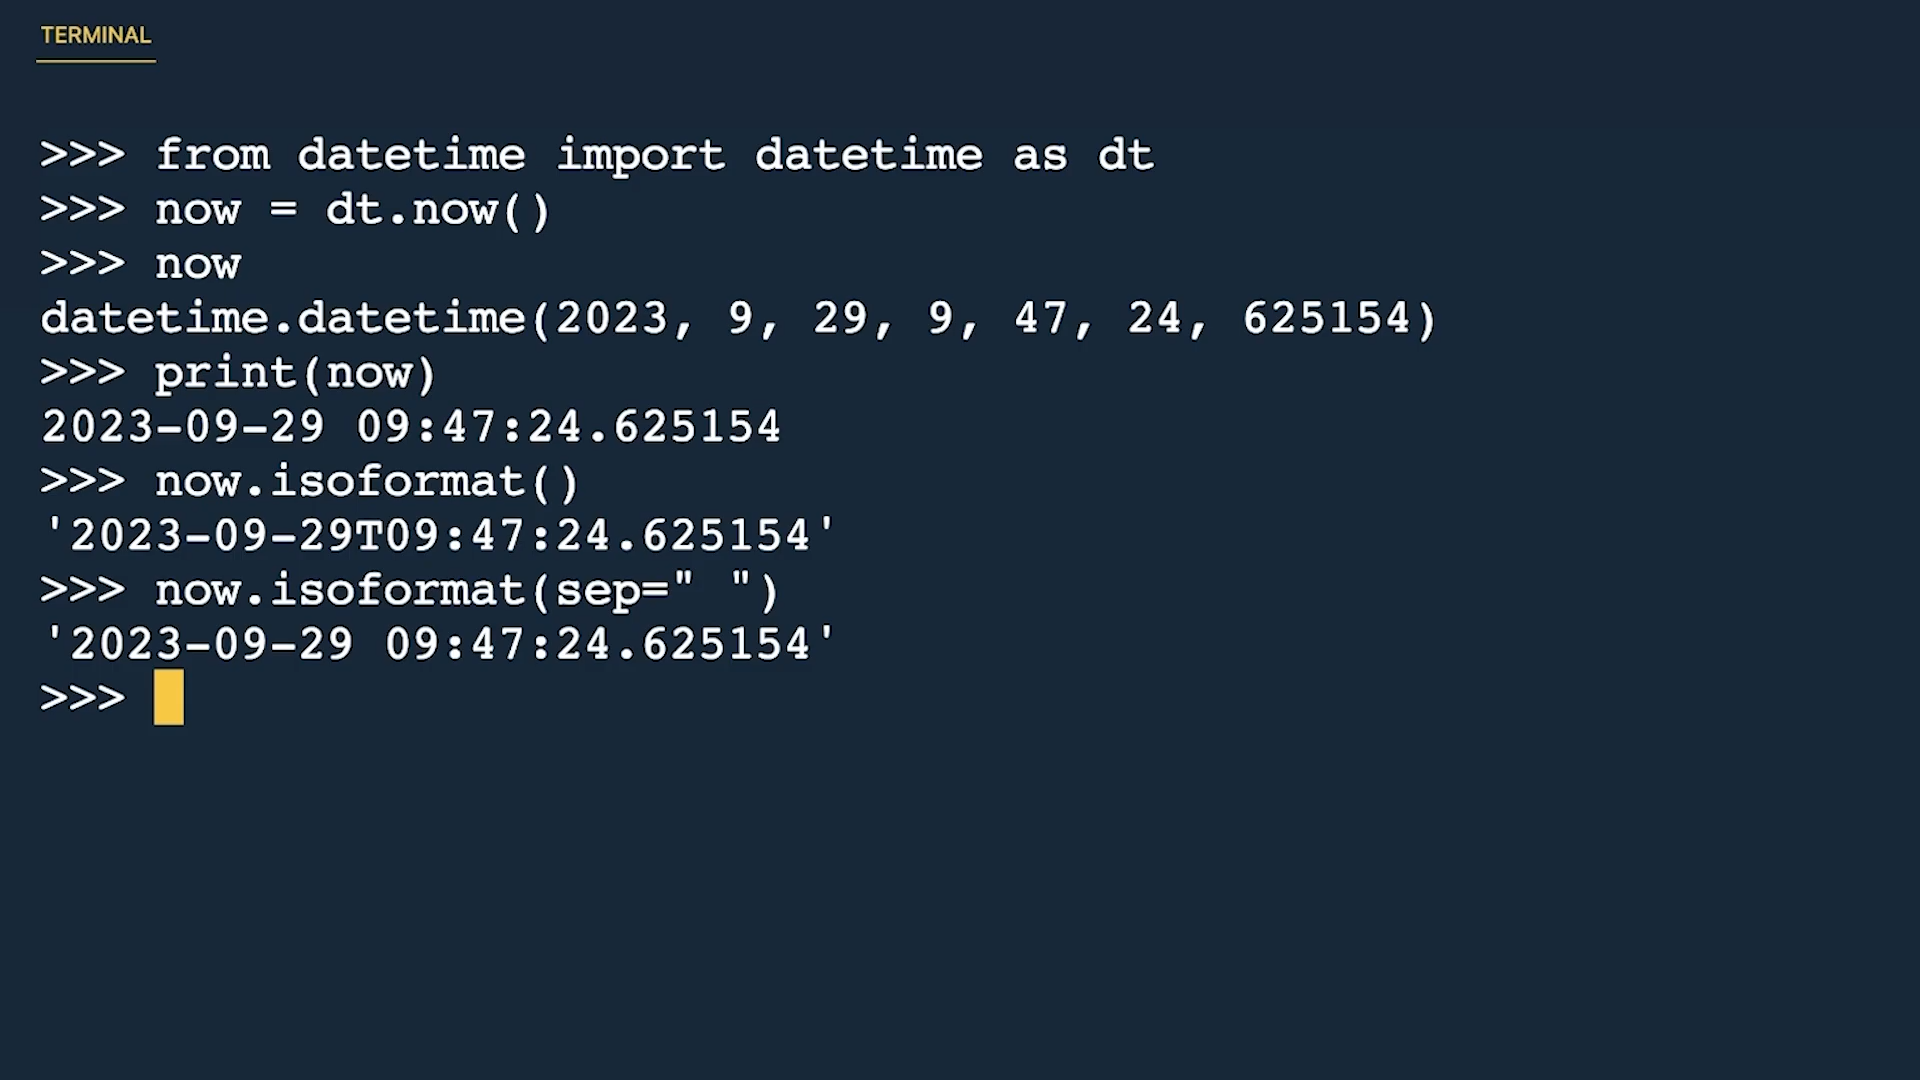 TERMINAL
>>> from datetime import datetime as dt
>>> now = dt.now()
>>> now
datetime.datetime(2023, 9, 29, 9, 47, 24, 625154)
>>> print(now)
2023-09-29 09:47:24.625154
>>> now.isoformat()
'2023-09-29T09:47:24.625154'
>>> now.isoformat(sep=" ")
'2023-09-29 09:47:24.625154'
>>>